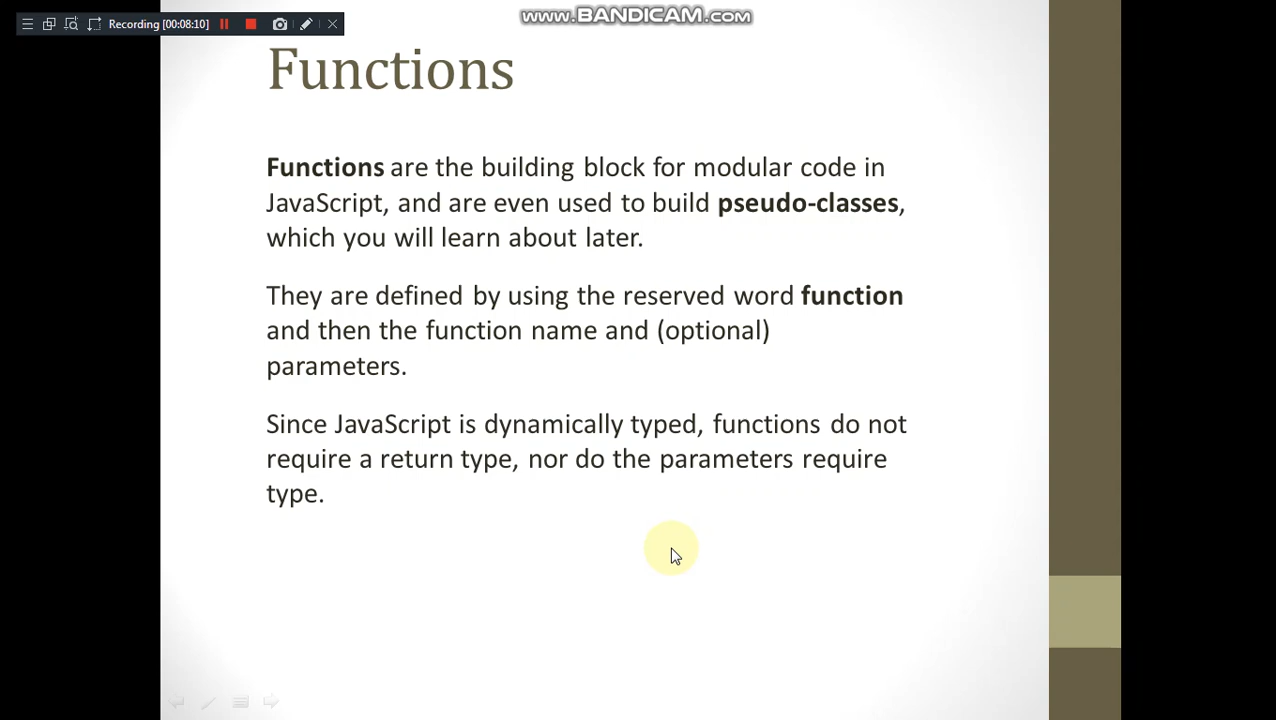 Recording [00:08:10]
www.BANDICAM.com
Functions
Functions are the building block for modular code in
JavaScript, and are even used to build pseudo-classes,
which you will learn about later.
They are defined by using the reserved word function
and then the function name and (optional)
parameters.
Since JavaScript is dynamically typed, functions do not
require a return type, nor do the parameters require
type.